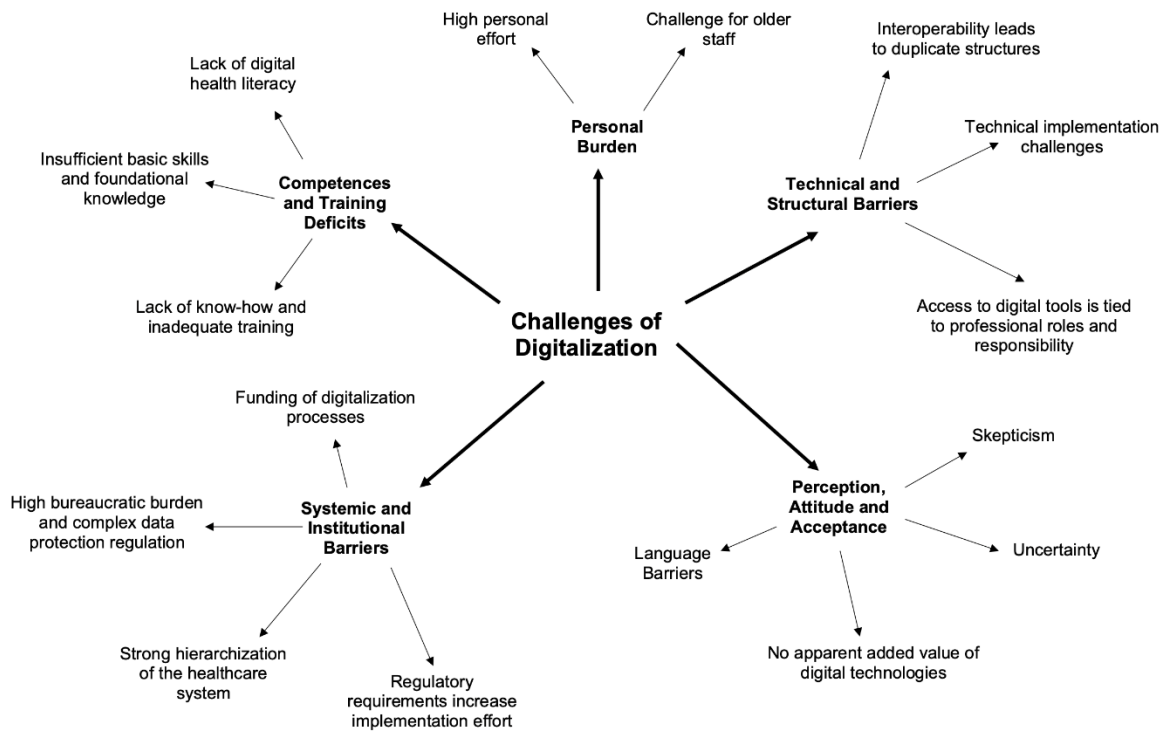 High personal
effort
Challenge for older
staff
Personal
Burden
Interoperability leads
to duplicate structures
Technical implementation
challenges
Technical and
Structural Barriers
Access to digital tools is tied
to professional roles and
responsibility
Lack of digital
health literacy
Insufficient basic skills
and foundational
knowledge
Competences
and Training
Deficits
Lack of know-how and
inadequate training
Challenges of
Digitalization
Funding of digitalization
processes
High bureaucratic burden
and complex data
protection regulation
Systemic and
Institutional
Barriers
Strong hierarchization
of the healthcare
system
Regulatory
requirements increase
implementation effort
Skepticism
Perception,
Attitude and
Acceptance
Language
Barriers
Uncertainty
No apparent added value of
digital technologies